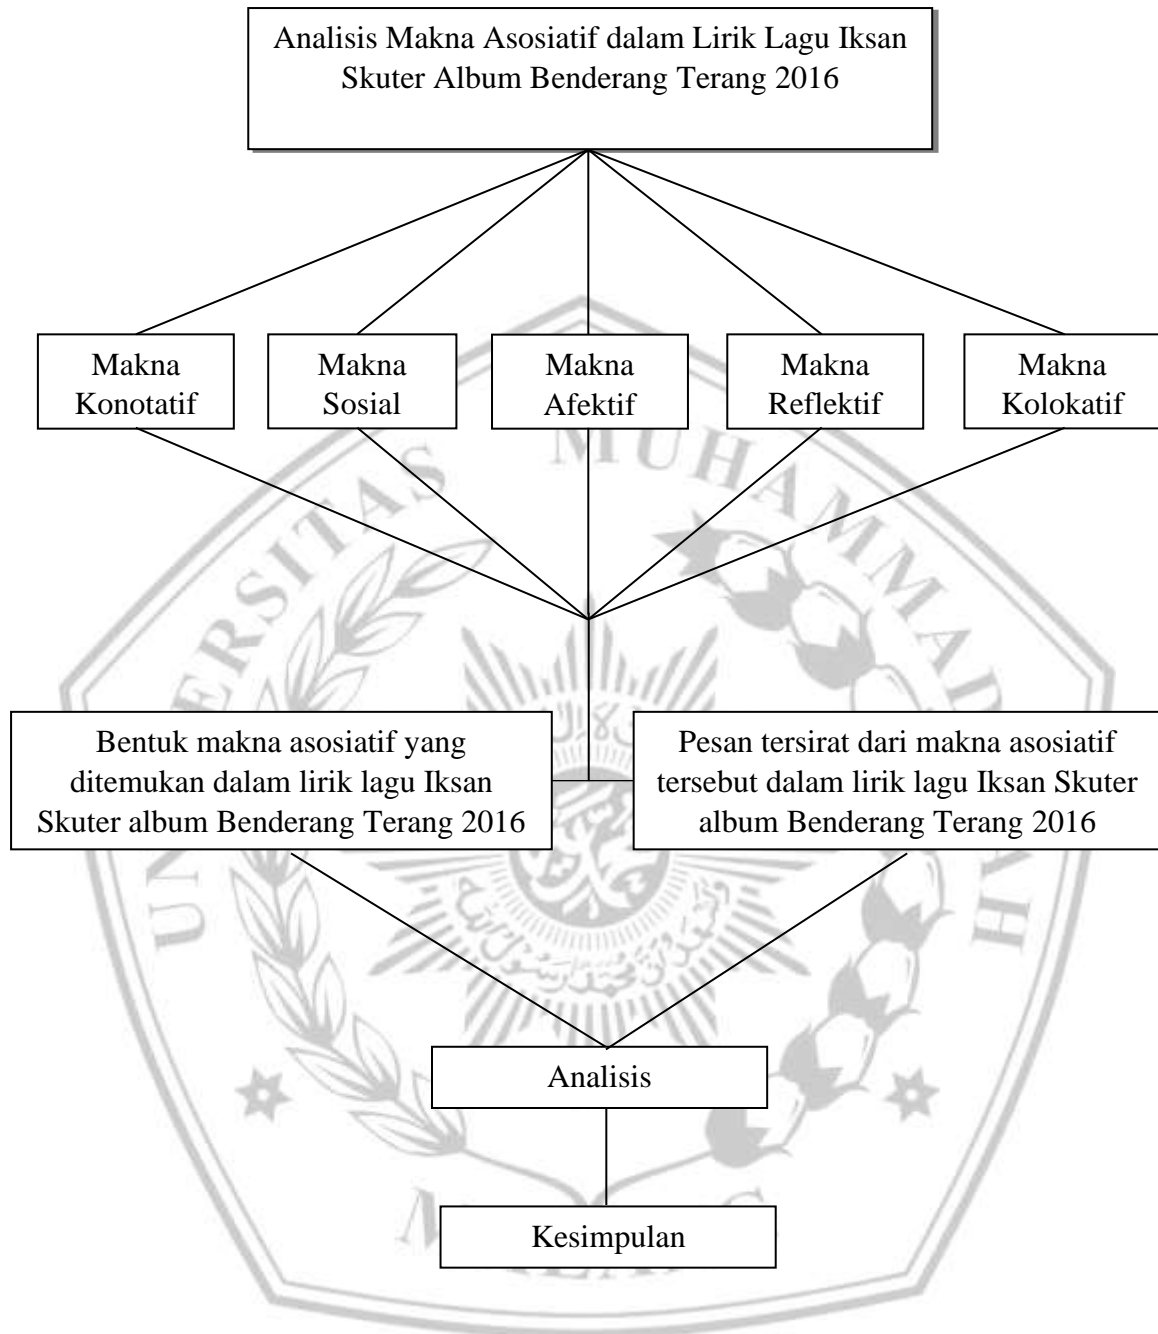 Analisis Makna Asosiatif dalam Lirik Lagu Iksan
Skuter Album Benderang Terang 2016
Makna
Konotatif
Makna
Sosial
Makna
Afektif
Makna
Reflektif
Makna
Kolokatif
Bentuk makna asosiatif yang
ditemukan dalam lirik lagu Iksan
Skuter album Benderang Terang 2016
Pesan tersirat dari makna asosiatif
tersebut dalam lirik lagu Iksan Skuter
album Benderang Terang 2016
Analisis
Kesimpulan
UNIVERSITAS MUHAMMADIYAH